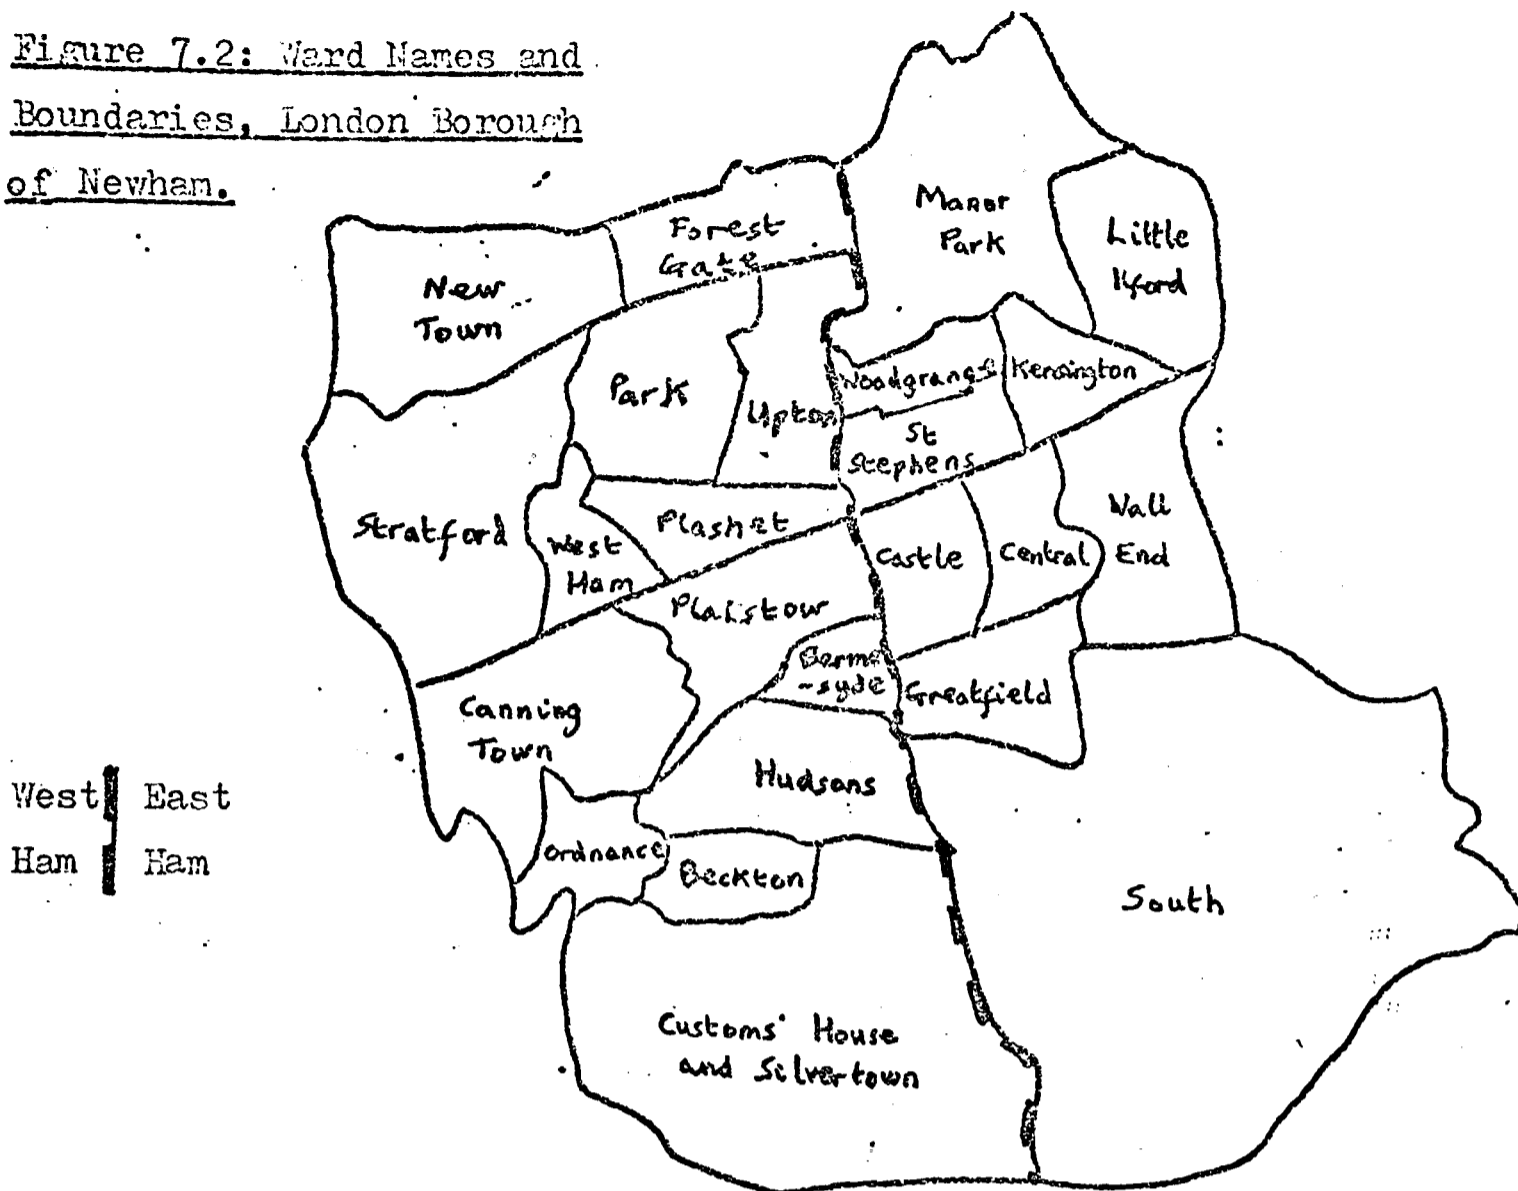 Figure 7.2: Ward Names and
Boundaries, London Borough
of Newham.
Manor
Park
Little
Ilford
Forest
Gate
New
Town
Park
Upton
Woodgrange
Kensington
St
Stephens
Stratford
West
Ham
Plashet
Castle
Central
Wall
End
Plaistow
Berm
-syde
Greatfield
Canning
Town
Hudsons
Ordnance
Beckton
South
Customs' House
and Silvertown
West East
Ham Ham